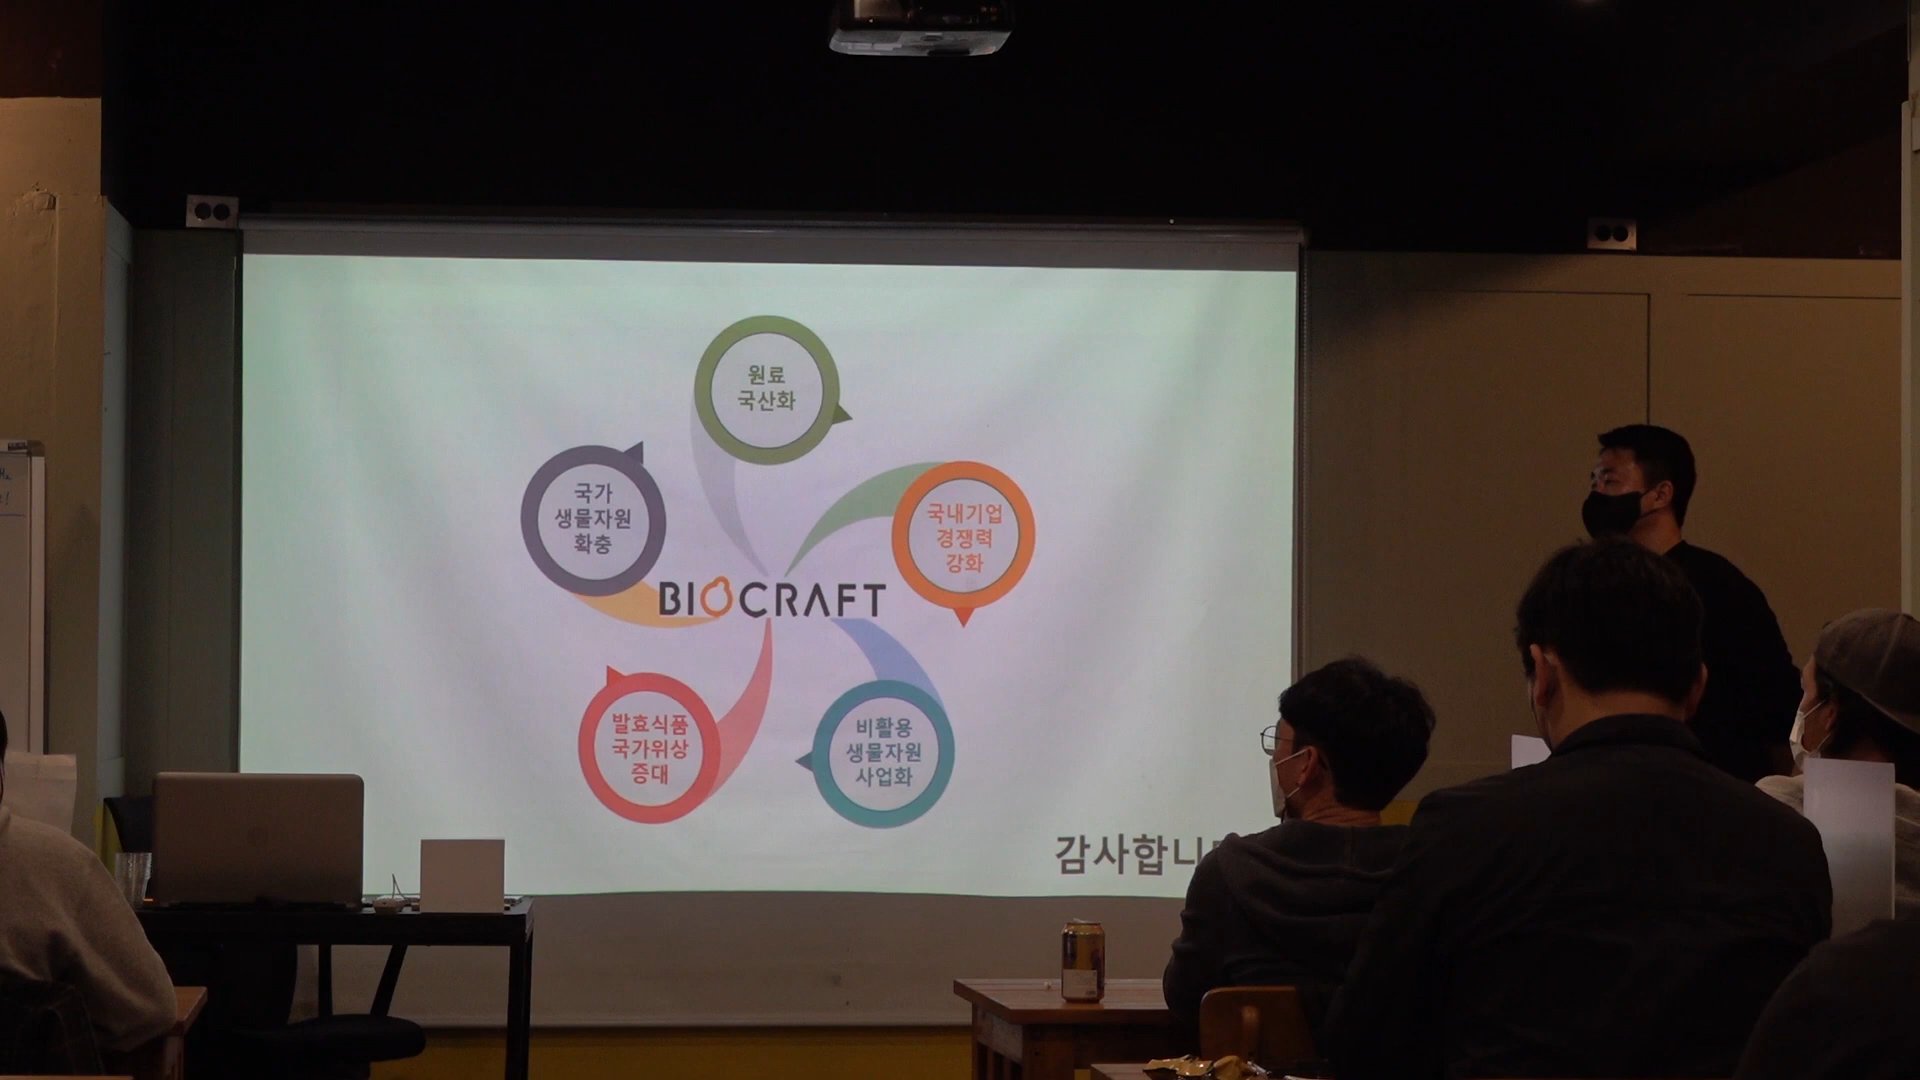 원료
국산화
국가
생물자원
확충
국내기업
경쟁력
강화
BIOCRAFT
발효식품
국가위상
증대
비활용
생물자원
사업화
감사합니